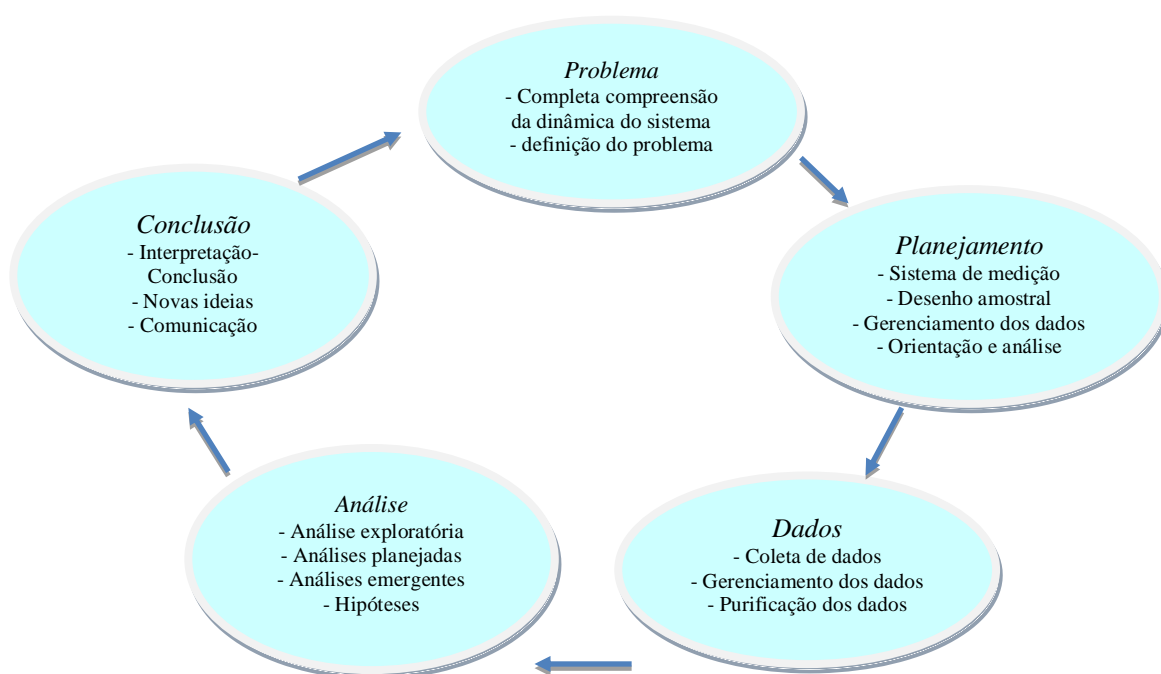 Problema
- Completa compreensão
da dinâmica do sistema
- definição do problema
Planejamento
- Sistema de medição
- Desenho amostral
- Gerenciamento dos dados
- Orientação e análise
Dados
- Coleta de dados
- Gerenciamento dos dados
- Purificação dos dados
Análise
- Análise exploratória
- Análises planejadas
- Análises emergentes
- Hipóteses
Conclusão
- Interpretação-
Conclusão
- Novas ideias
- Comunicação